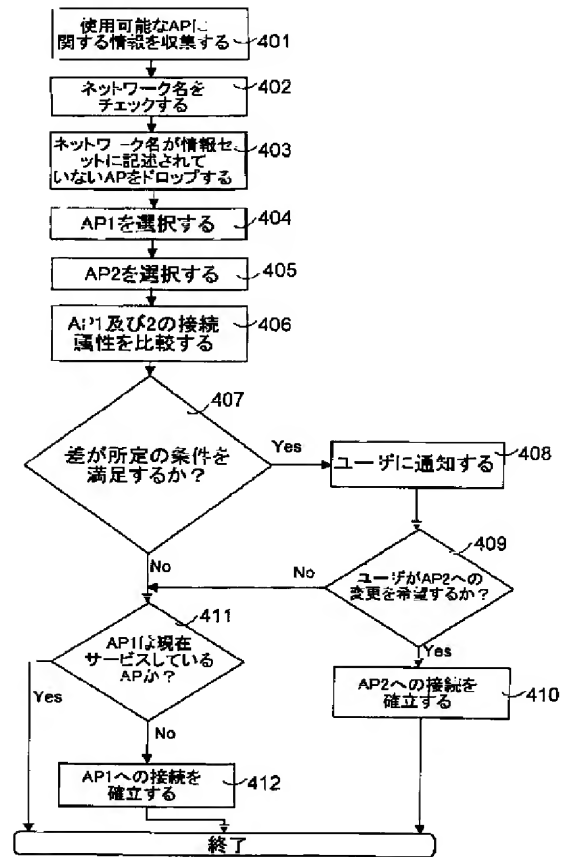 使用可能なAPに
関する情報を収集する
401
ネットワーク名を
チェックする
402
ネットワーク名が情報セ
ットに記述されて
いないAPをドロップする
403
AP1を選択する
404
AP2を選択する
405
AP1及び2の接続
属性を比較する
406
407
差が所定の条件を
満足するか？
Yes
ユーザに通知する
408
No
409
ユーザがAP2への
変更を希望するか？
No
Yes
411
AP1は現在
サービスしている
APか？
Yes
No
AP2への接続を
確立する
410
AP1への接続を
確立する
412
終了